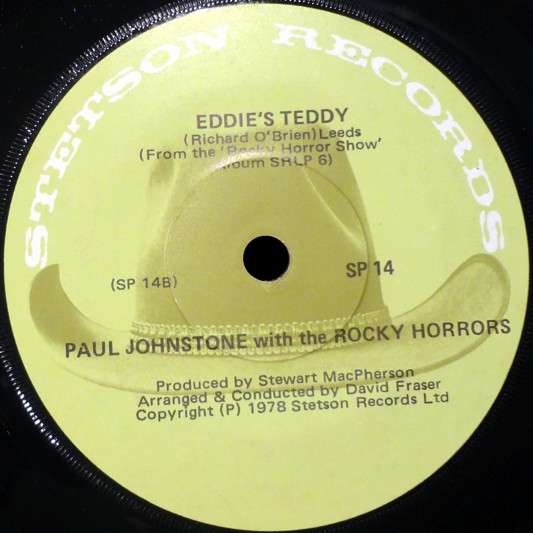 STETSON RECORDS
EDDIE'S TEDDY
(Richard O'Brien) Leeds
(From the 'Rocky Horror Show'
Album SRLP 6)
(SP 14B)
SP 14
PAUL JOHNSTONE with the ROCKY HORRORS
Produced by Stewart MacPherson
Arranged & Conducted by David Fraser
Copyright (P) 1978 Stetson Records Ltd